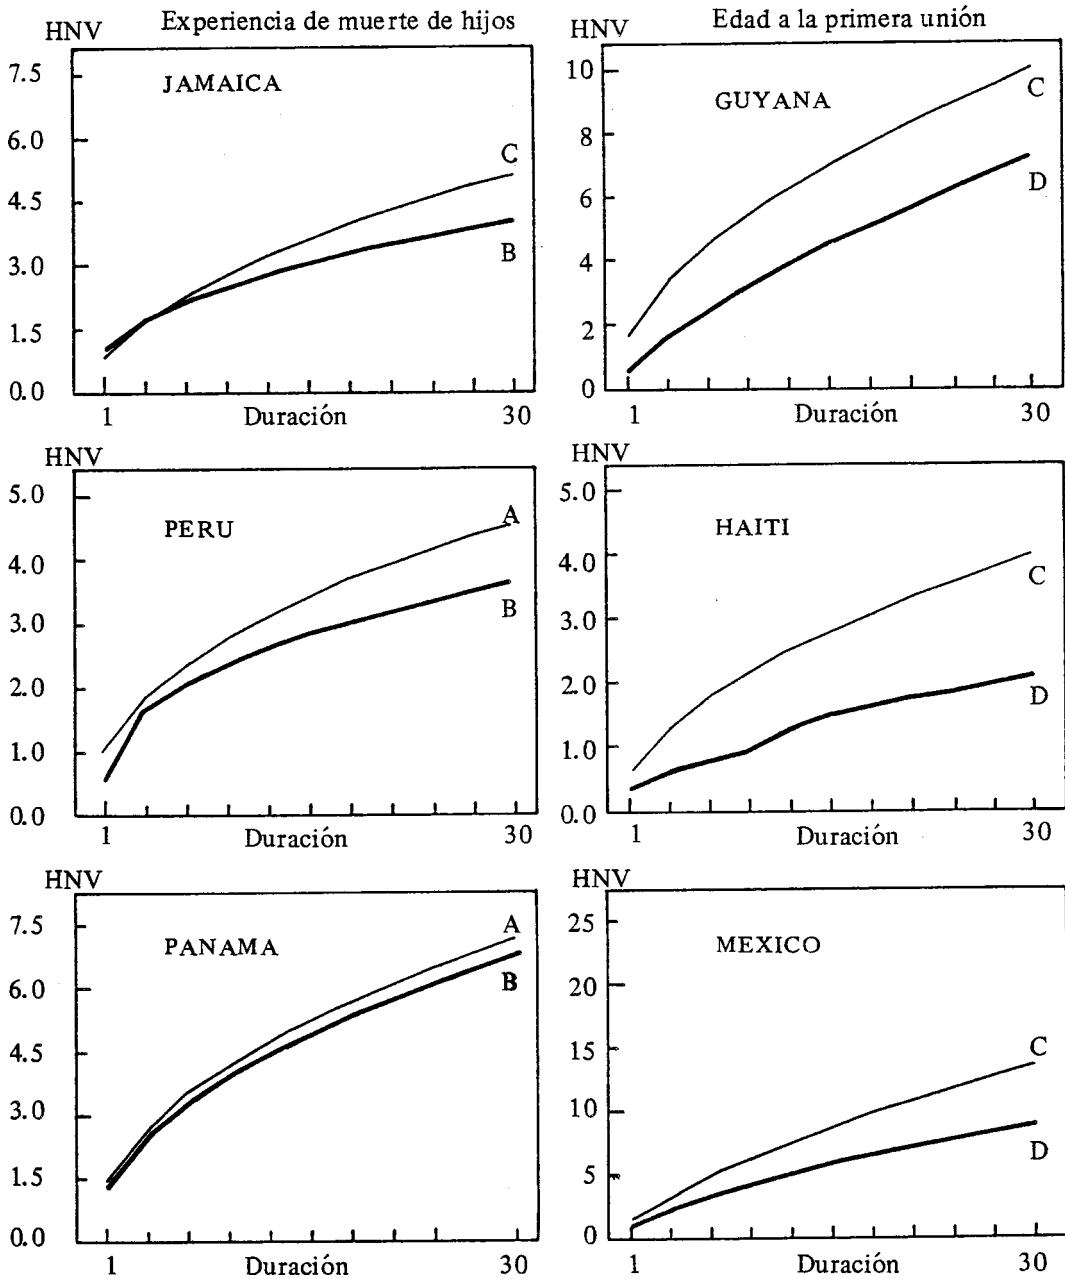 Experiencia de muerte de hijos
Edad a la primera unión
HNV
JAMAICA
7.5
6.0
4.5
3.0
1.5
0.0
C
B
1 Duración 30
HNV
GUYANA
10
8
6
4
2
0
C
D
1 Duración 30
HNV
PERU
5.0
4.0
3.0
2.0
1.0
0.0
A
B
1 Duración 30
HNV
HAITI
5.0
4.0
3.0
2.0
1.0
0.0
C
D
1 Duración 30
HNV
PANAMA
7.5
6.0
4.5
3.0
1.5
0.0
A
B
1 Duración 30
HNV
MEXICO
25
20
15
10
5
0
C
D
1 Duración 30